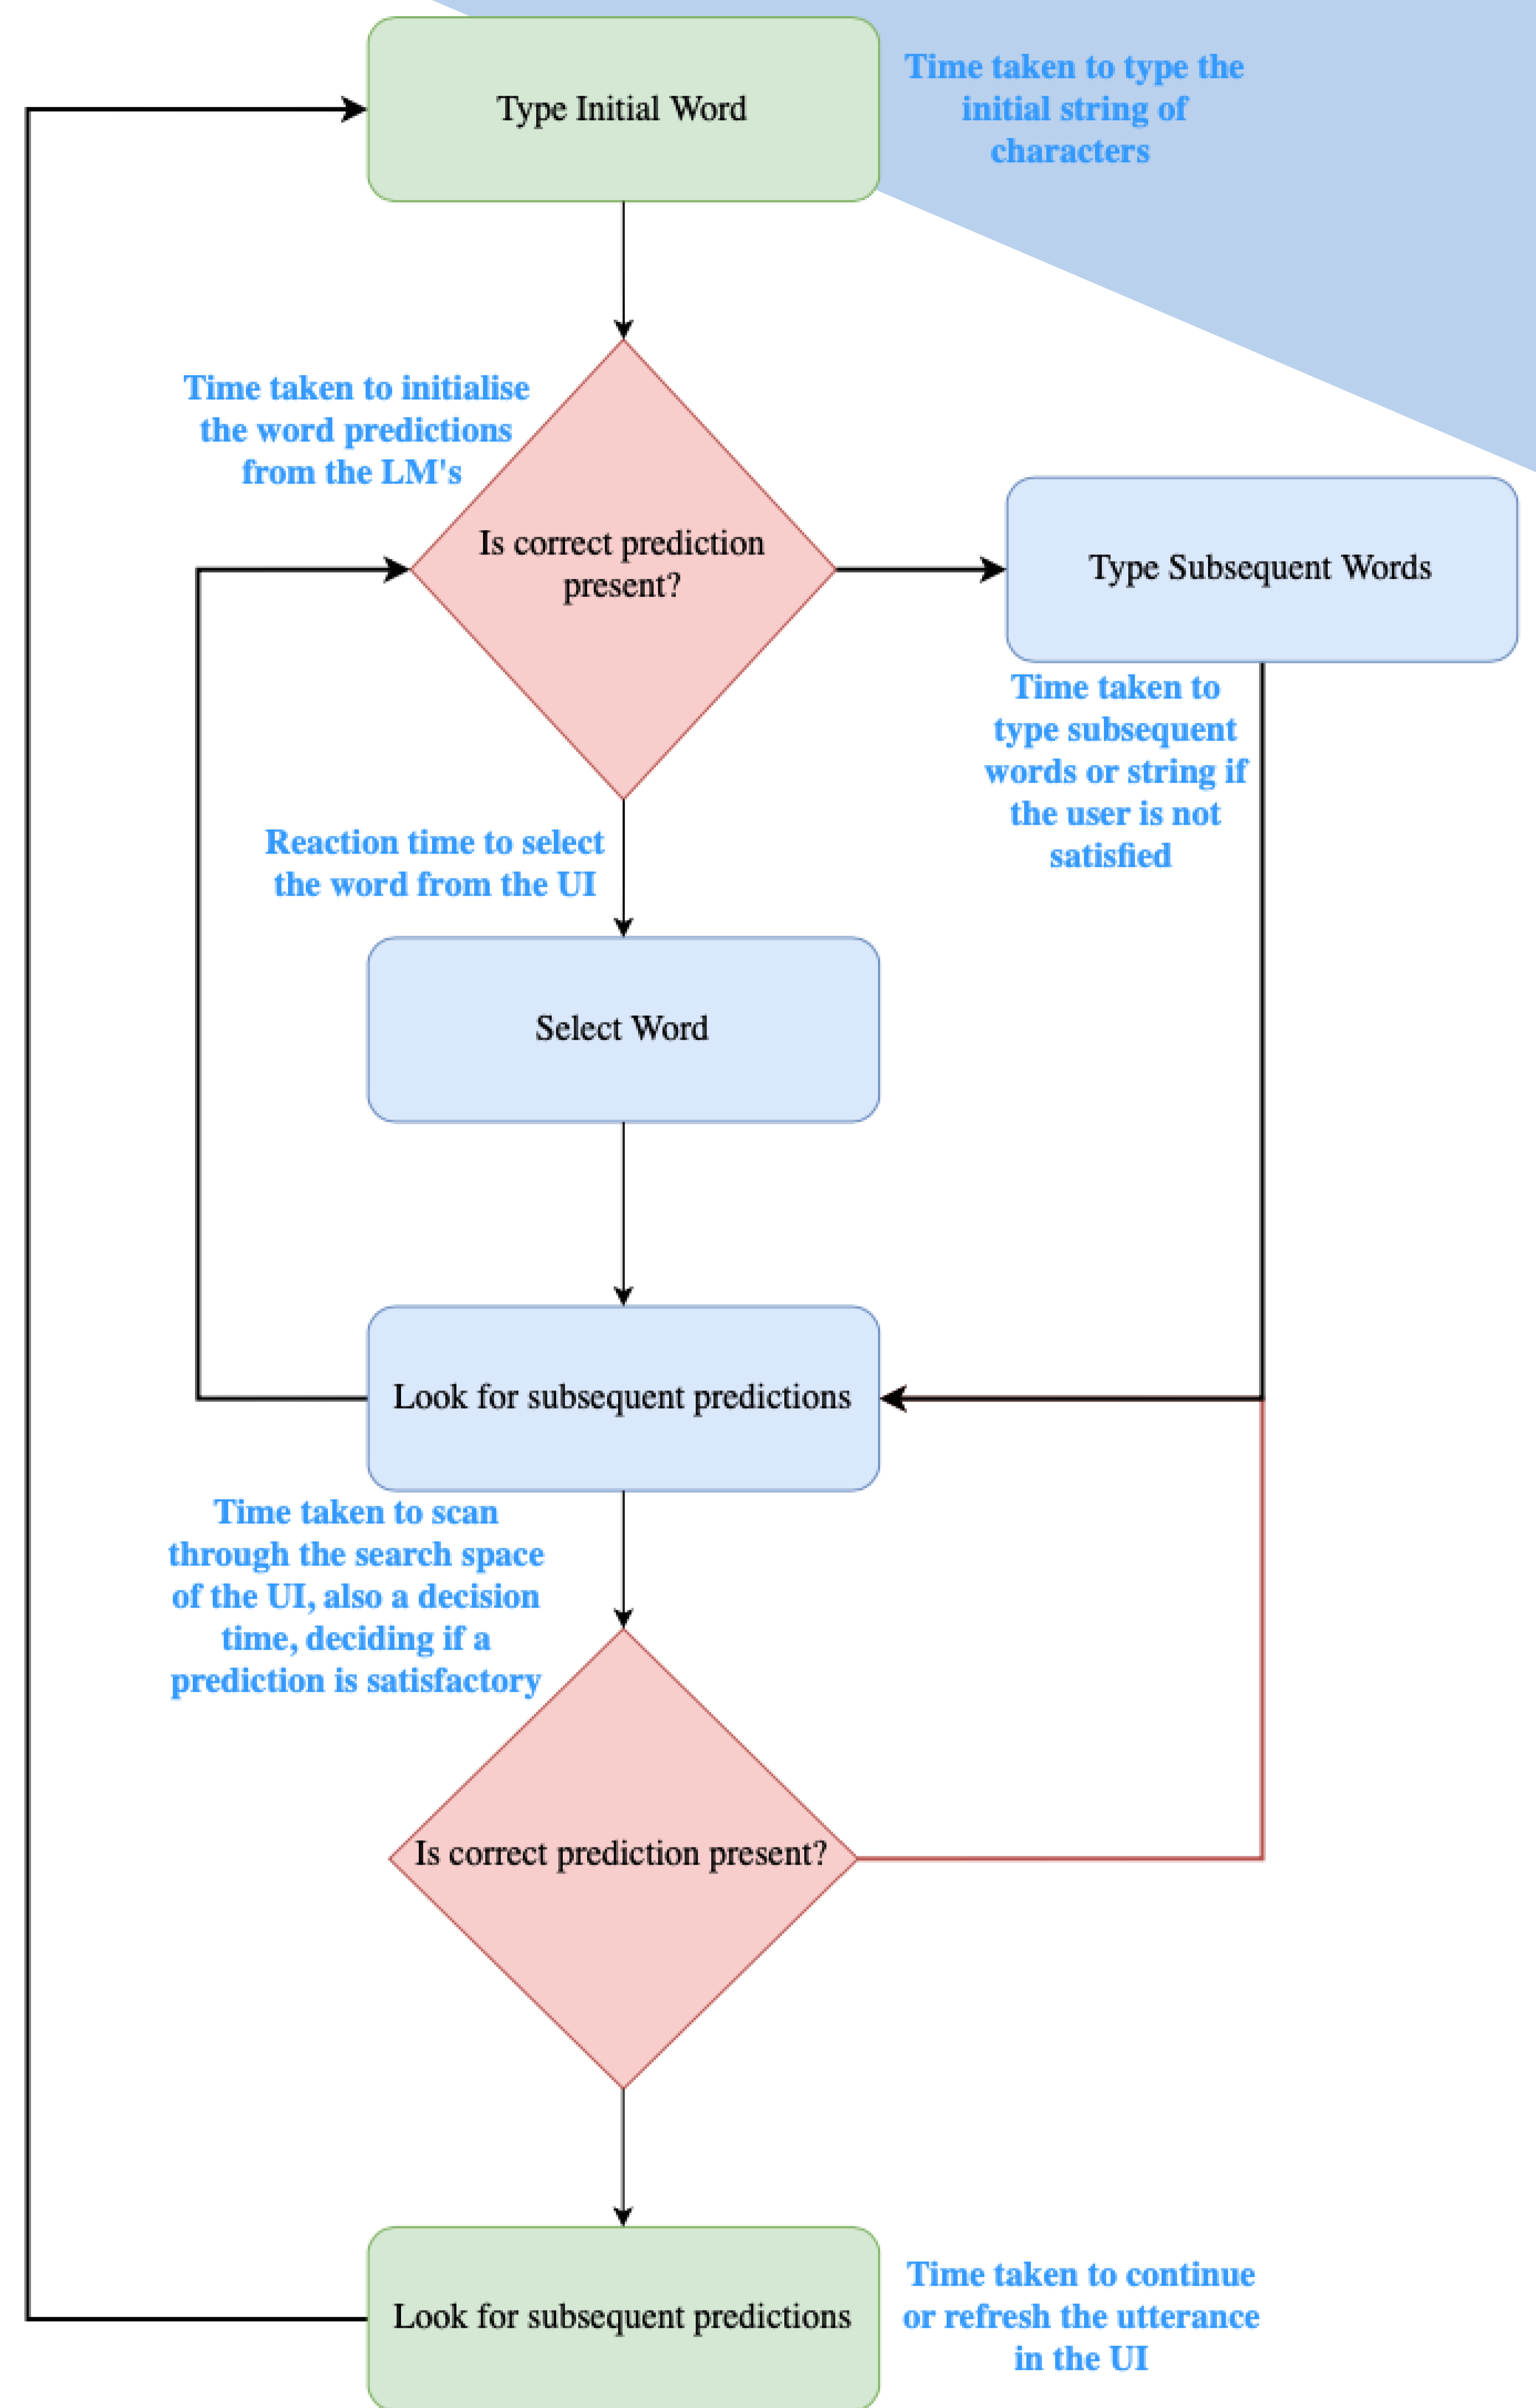 Type Initial Word
Time taken to type the
initial string of
characters
Time taken to initialise
the word predictions
from the LM's
Is correct prediction
present?
Type Subsequent Words
Time taken to
type subsequent
words or string if
the user is not
satisfied
Reaction time to select
the word from the UI
Select Word
Look for subsequent predictions
Time taken to scan
through the search space
of the UI, also a decision
time, deciding if a
prediction is satisfactory
Is correct prediction present?
Look for subsequent predictions
Time taken to continue
or refresh the utterance
in the UI